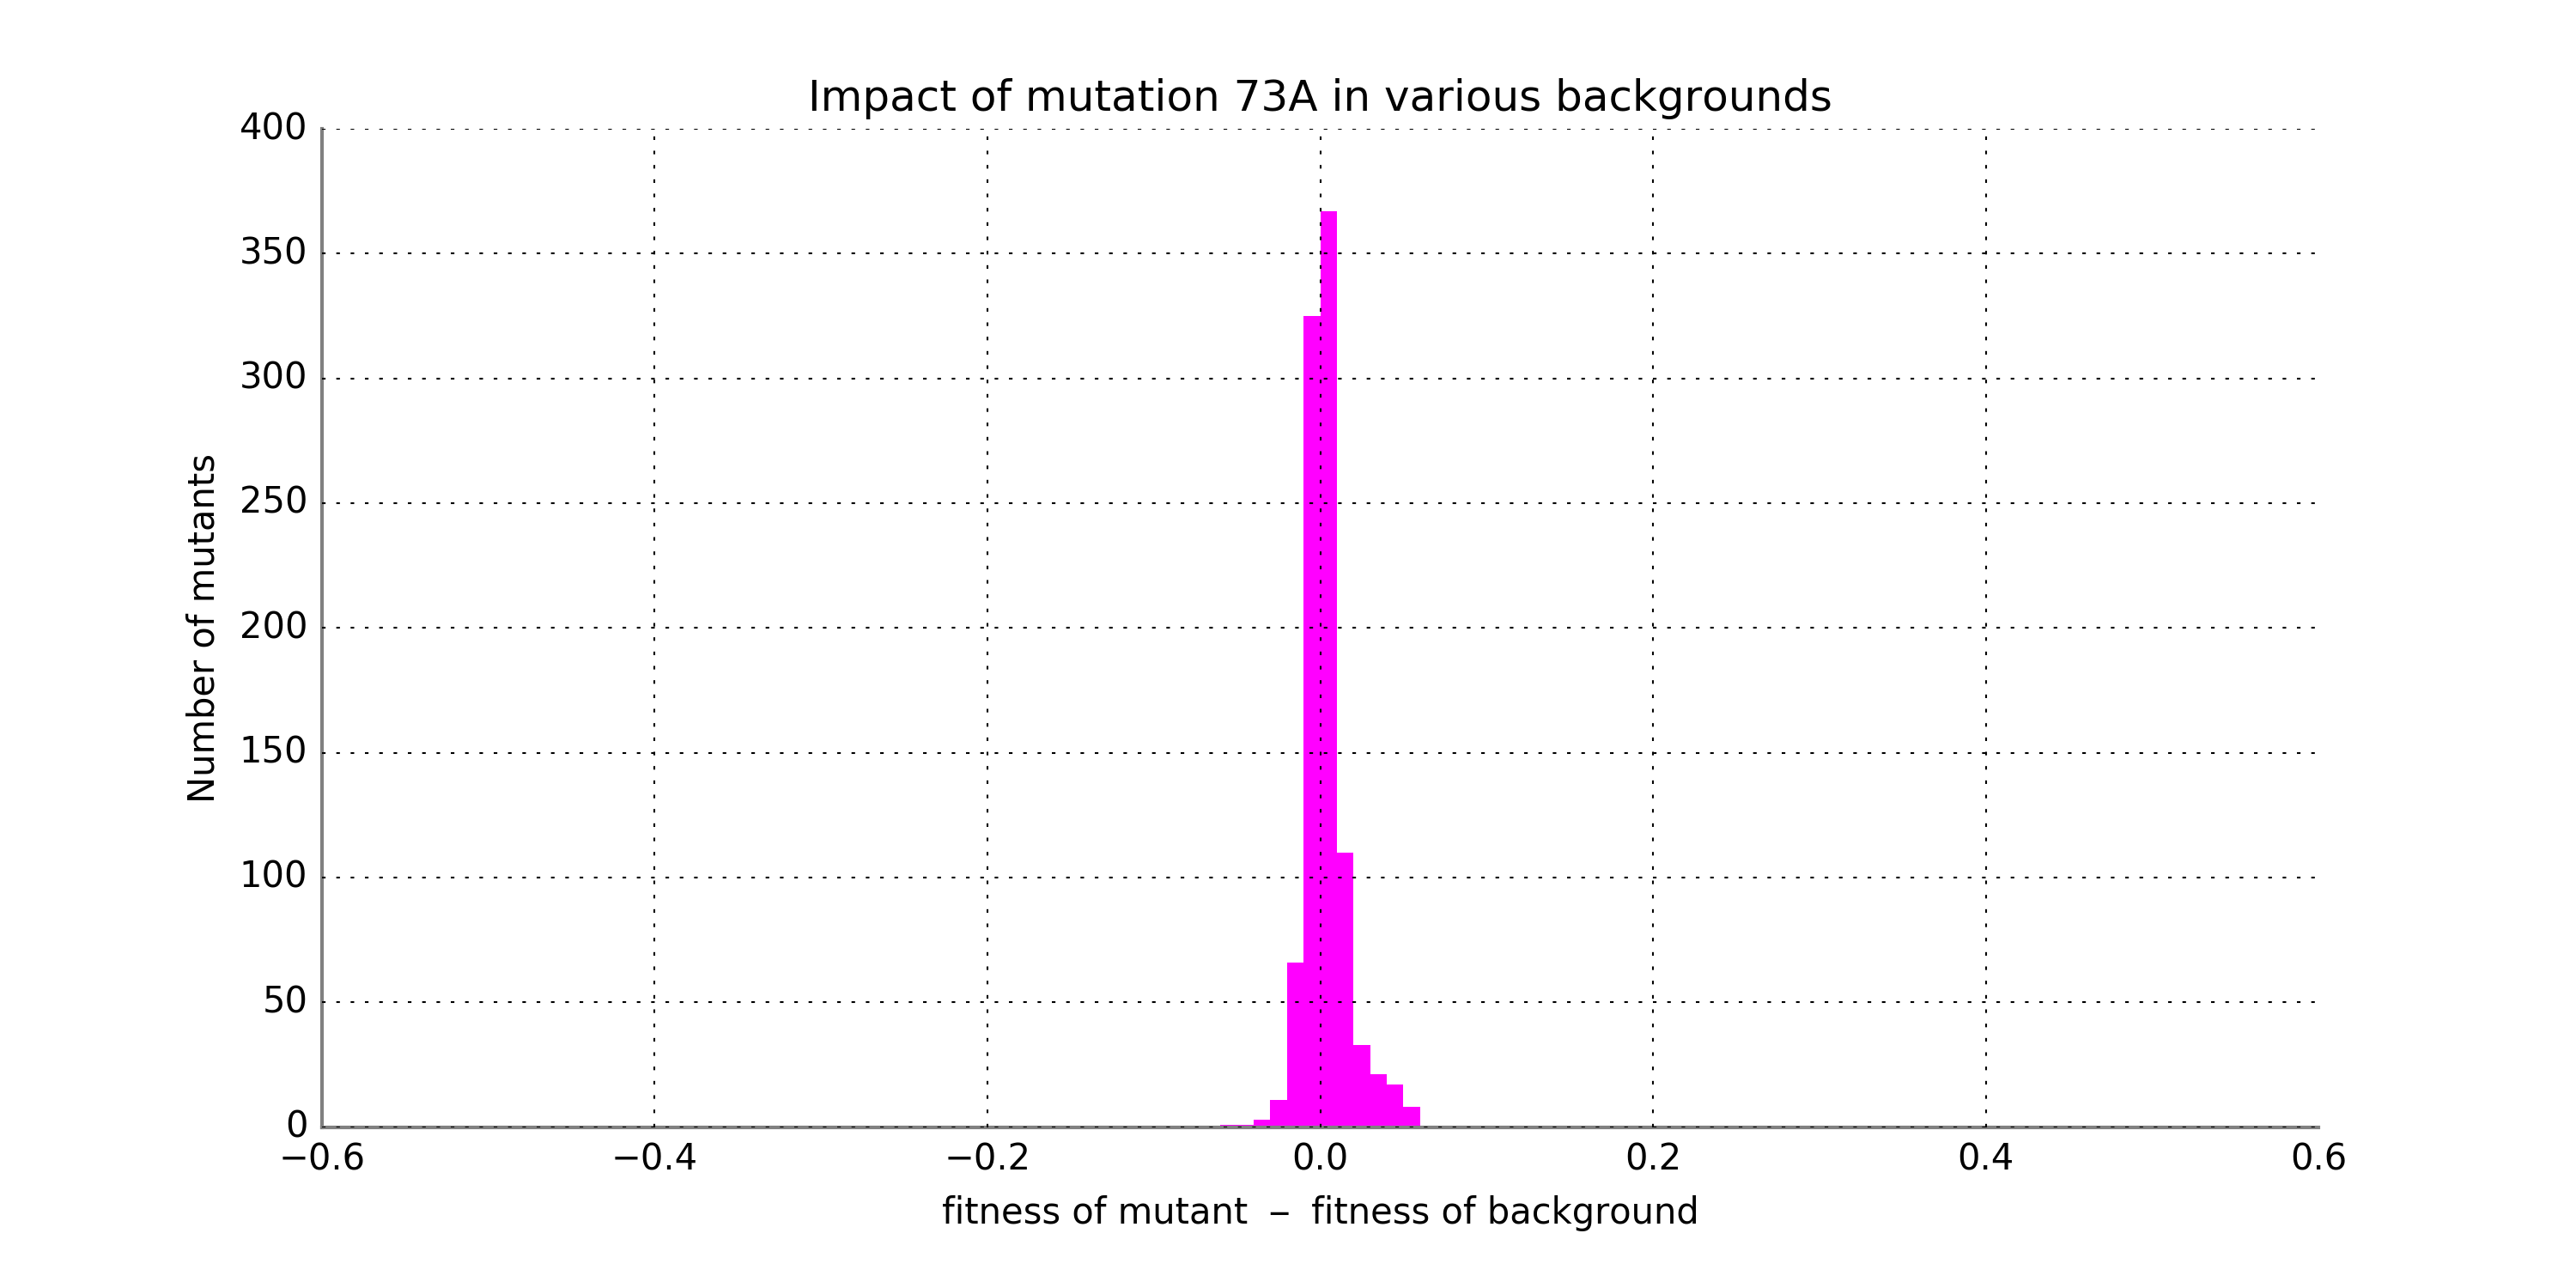 Impact of mutation 73A in various backgrounds
400
350
300
250
200
150
100
50
0
Number of mutants
−0.6 −0.4 −0.2 0.0 0.2 0.4 0.6
fitness of mutant − fitness of background